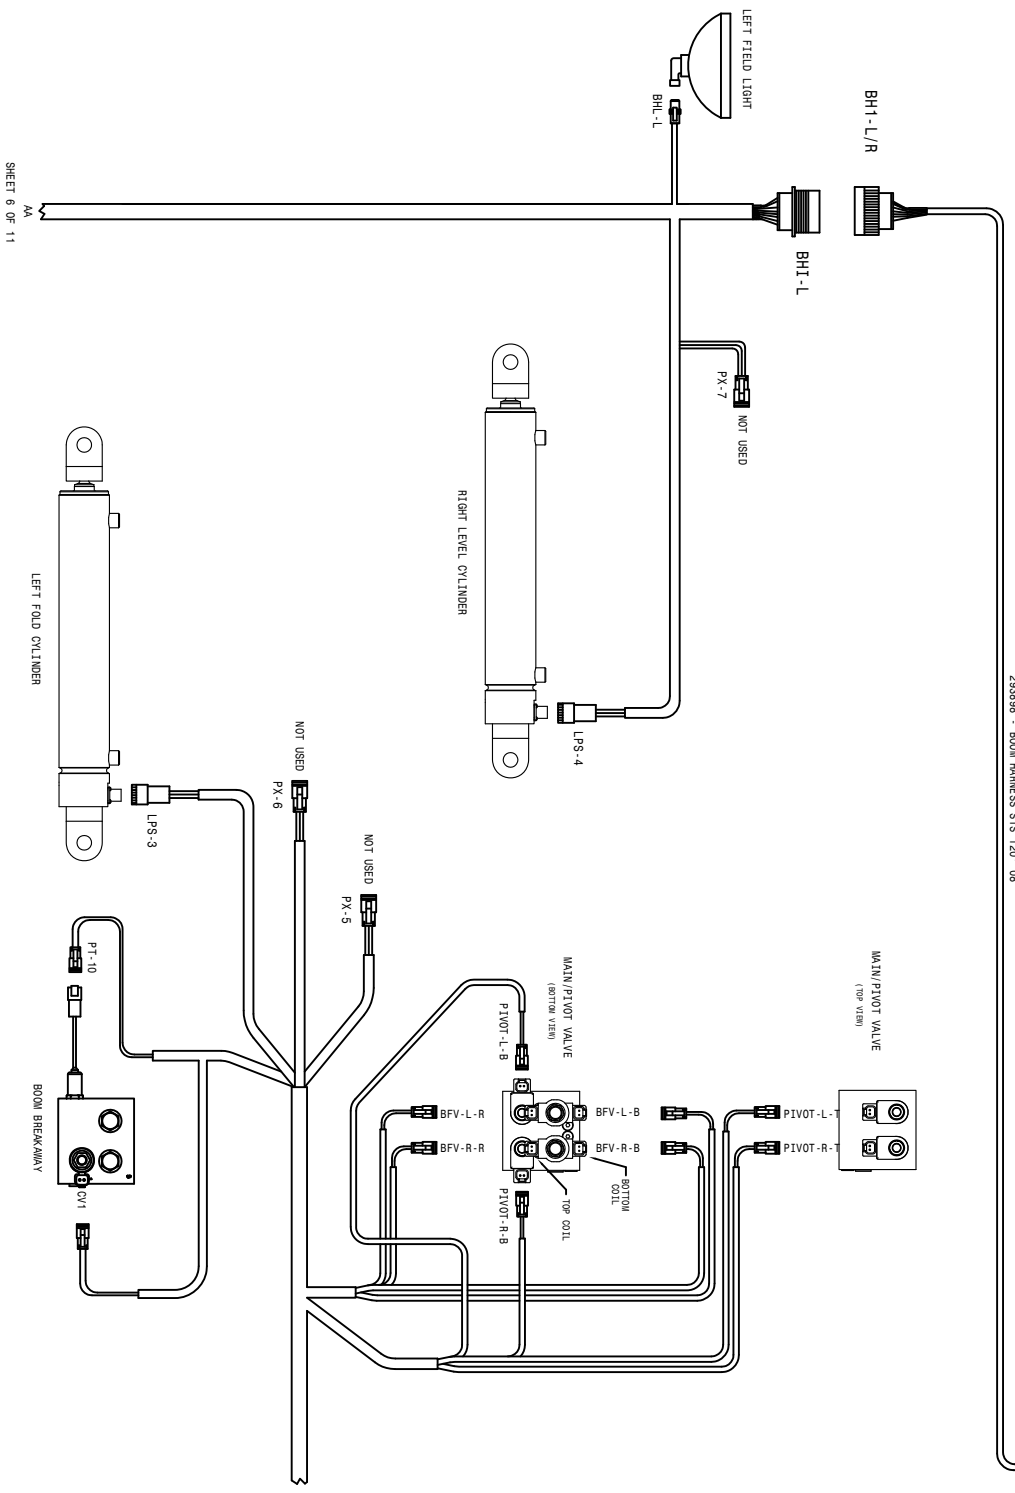 LEFT FIELD LIGHT
BHL-L
BH1-L/R
BHI-L
AA
SHEET 6 OF 11
PX-7
NOT USED
RIGHT LEVEL CYLINDER
LPS-4
LEFT FOLD CYLINDER
LPS-3
NOT USED
PX-6
NOT USED
PX-5
PT-10
BOOM BREAKAWAY
CV1
MAIN/PIVOT VALVE
(BOTTOM VIEW)
PIVOT-L-B
MAIN/PIVOT VALVE
(TOP VIEW)
BFV-L-R
BFV-R-R
BFV-L-B
BFV-R-B
PIVOT-L-T
PIVOT-R-T
BOTTOM
COIL
TOP COIL
PIVOT-R-B
- BOOM HARNESS STS